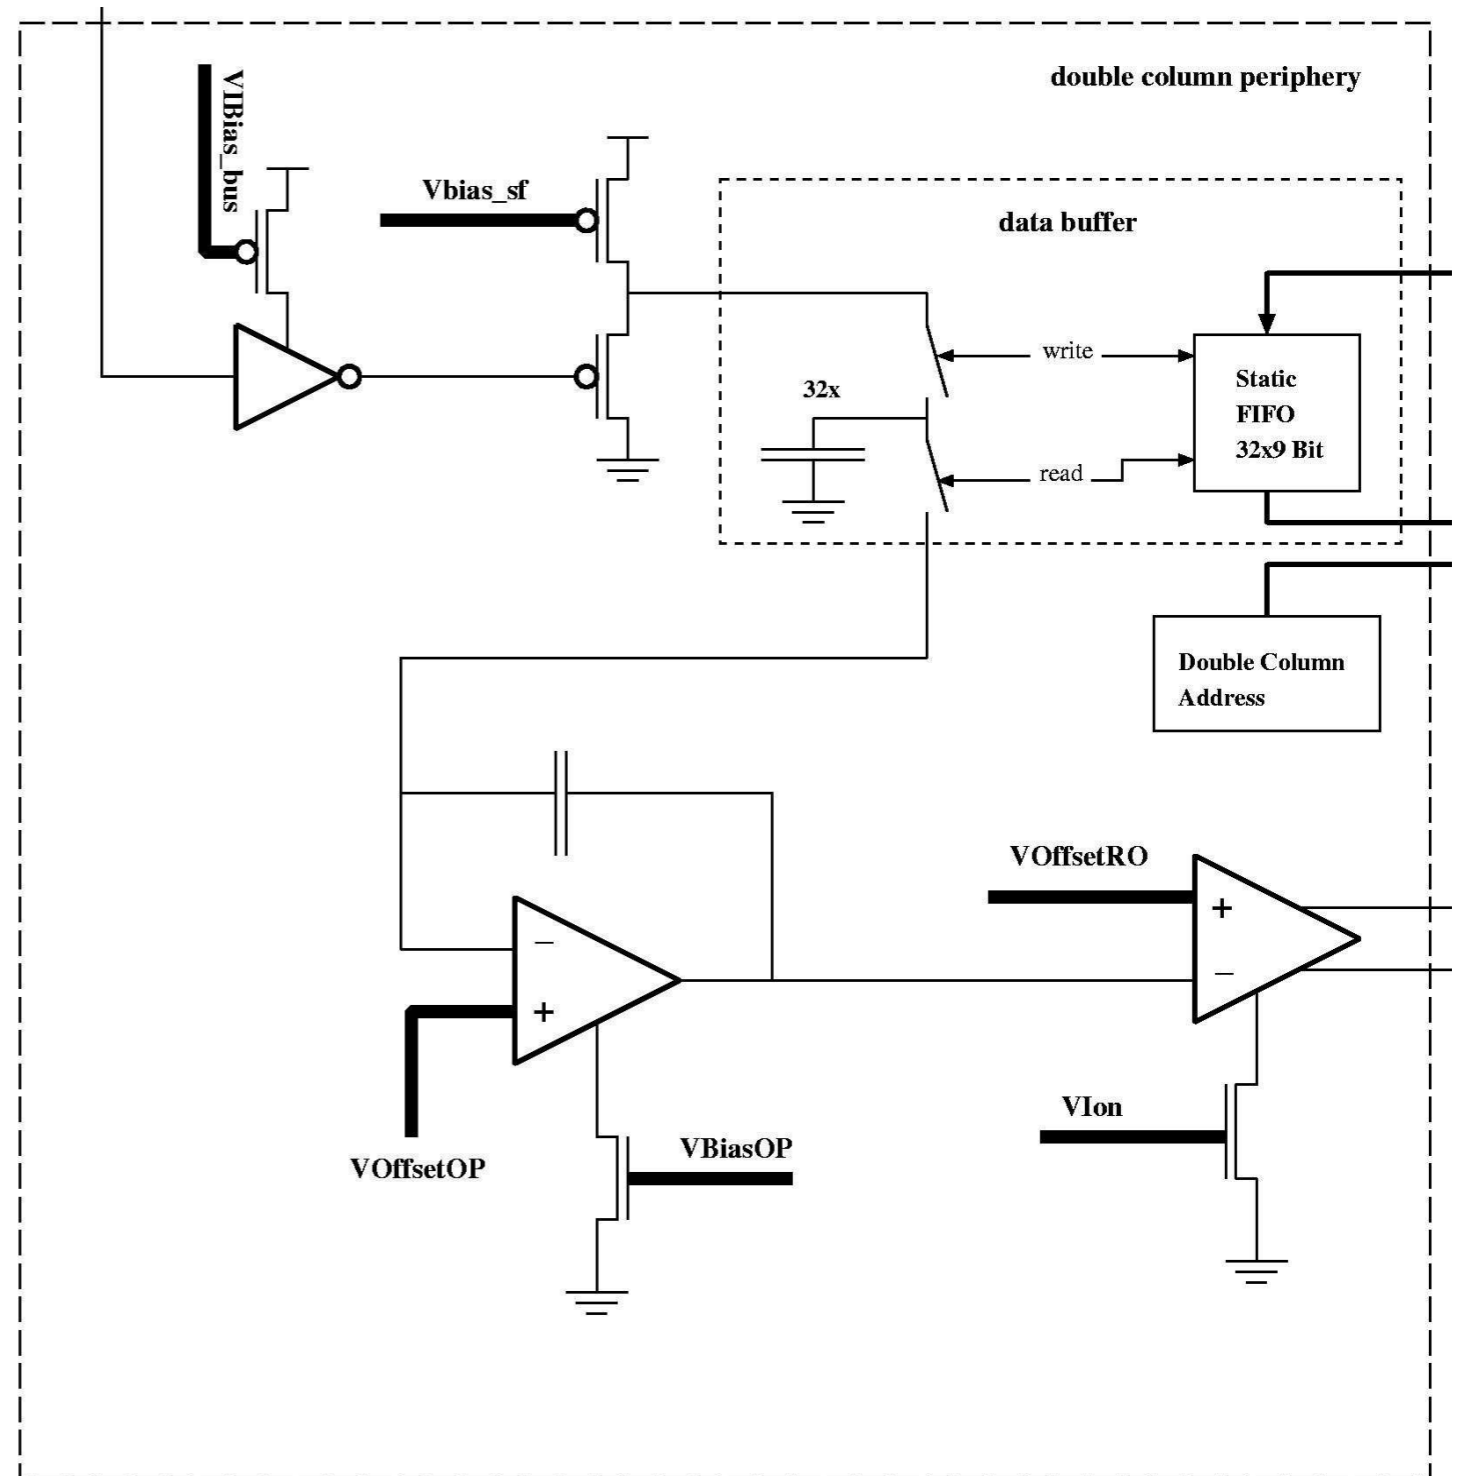 double column periphery
VIBias_bus
Vbias_sf
data buffer
write
32x
Static
FIFO
32x9 Bit
read
Double Column
Address
VOffsetRO
+
–
–
+
VIon
VBiasOP
VOffsetOP